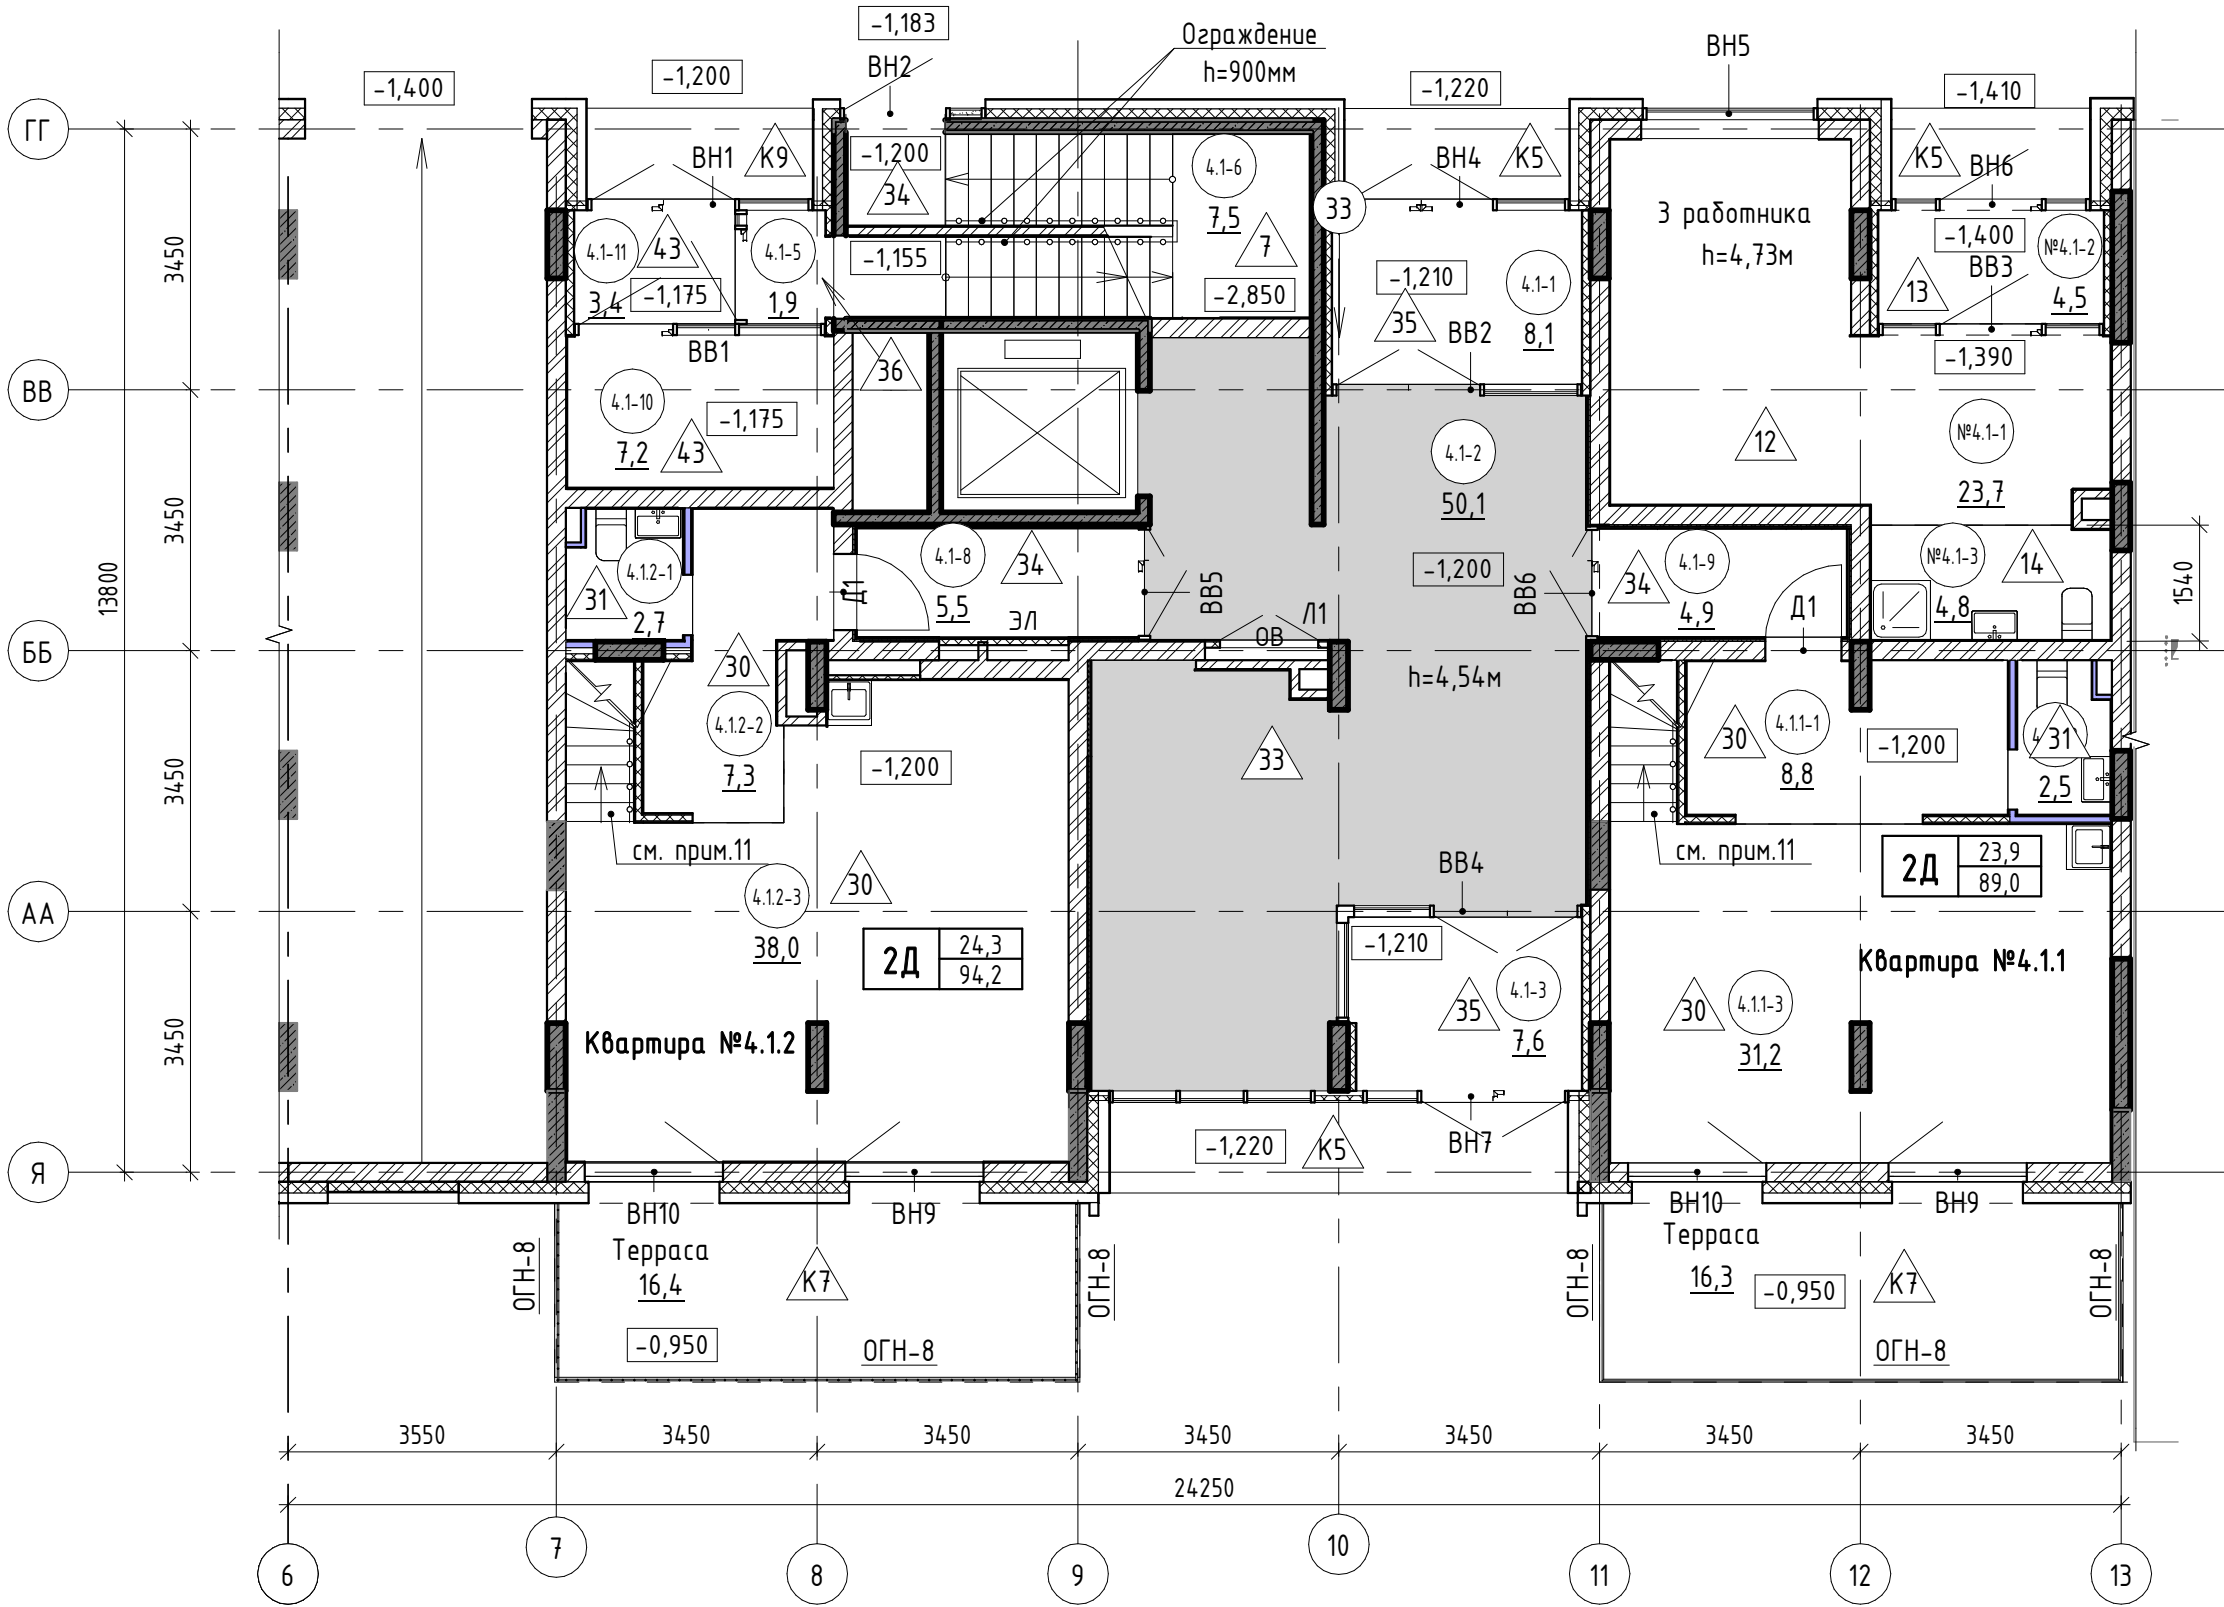 -1,183
Ограждение
h=900мм
ВН5
-1,400
-1,200
ВН2
-1,220
-1,410
ГГ
ВН1
К9
-1,200
34
4.1-6
7,5
7
К5
ВН4
К5
ВН6
33
3 работника
h=4,73м
-1,400
№4.1-2
4,5
ВВ3
13
4.1-11
43
3,4
-1,175
4.1-5
1,9
-1,155
-2,850
-1,210
4.1-1
8,1
35
ВВ2
-1,390
ВВ1
36
ВВ
4.1-10
7,2
-1,175
43
4.1-2
50,1
12
№4.1-1
23,7
3450
3450
3450
3450
13800
1540
4.1.2-1
31
2,7
Д1
4.1-8
5,5
34
ЭЛ
ВВ5
-1,200
ВВ6
34
4.1-9
4,9
Д1
№4.1-3
4,8
14
ББ
ОВ
Л1
h=4,54м
30
4.1.2-2
7,3
-1,200
33
30
4.1.1-1
8,8
-1,200
31
2,5
см. прим.11
см. прим.11
30
4.1.2-3
38,0
2Д
24,3
94,2
ВВ4
2Д
23,9
89,0
АА
-1,210
4.1-3
7,6
35
Квартира №4.1.1
30
4.1.1-3
31,2
Квартира №4.1.2
-1,220
К5
ВН7
Я
ВН10
ВН9
ВН10
ВН9
Терраса
16,4
К7
-0,950
ОГН-8
ОГН-8
ОГН-8
Терраса
16,3
-0,950
К7
ОГН-8
ОГН-8
ОГН-8
3550
3450
3450
3450
3450
3450
3450
24250
6
7
8
9
10
11
12
13